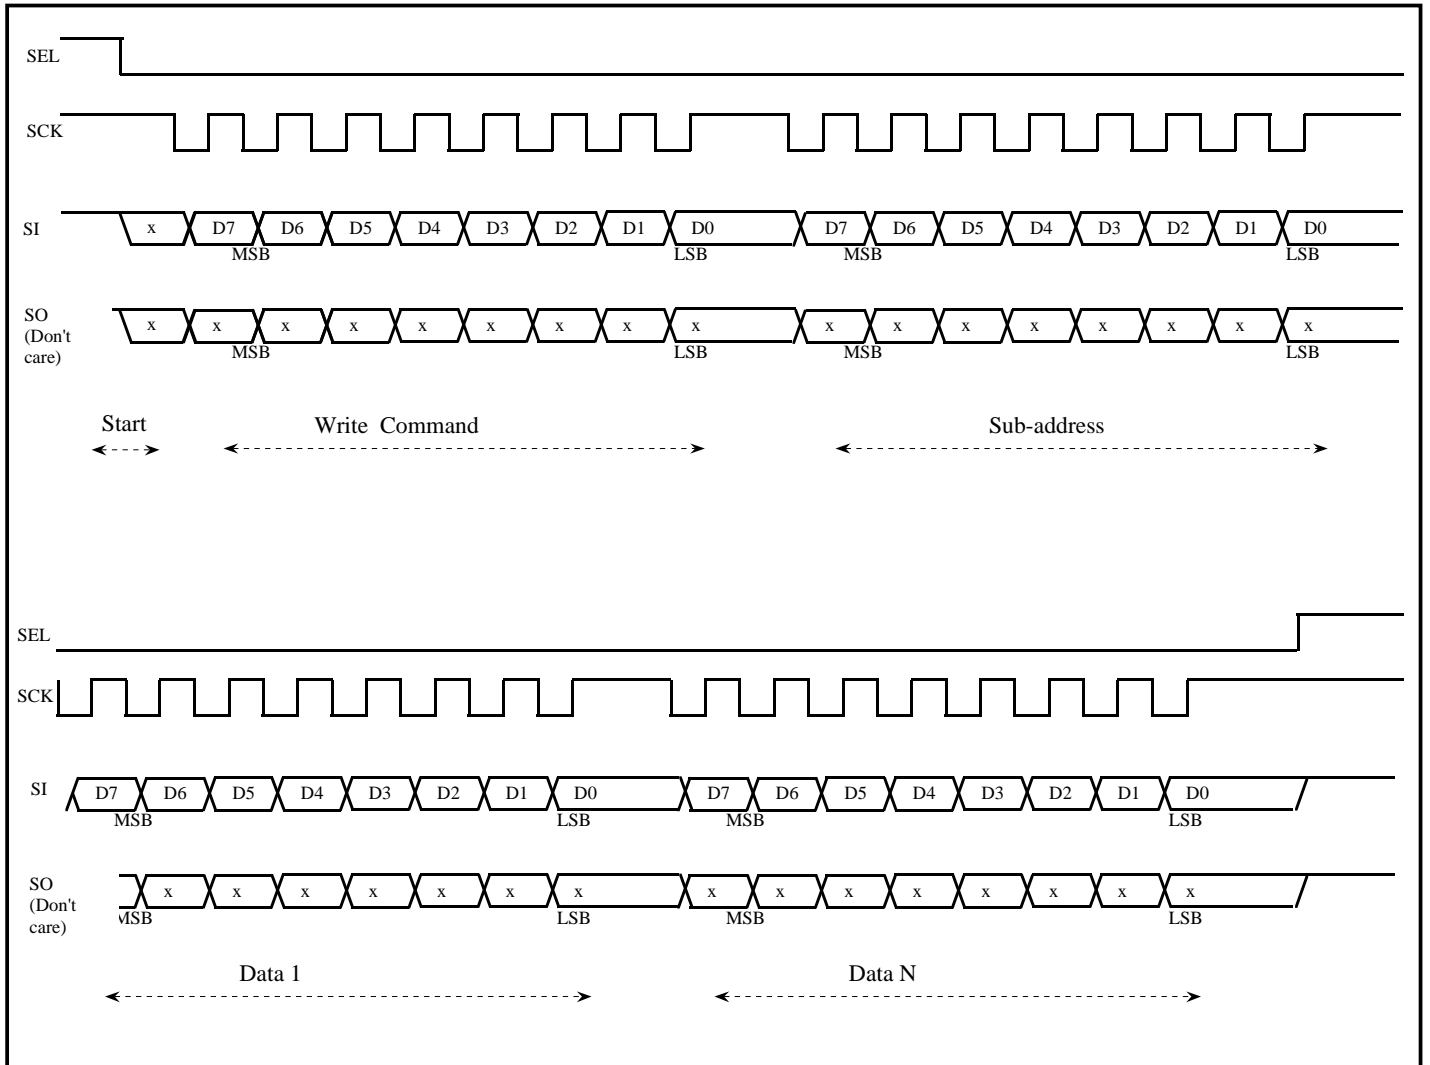 SEL
SCK
SI x D7 D6 D5 D4 D3 D2 D1 D0 D7 D6 D5 D4 D3 D2 D1 D0
MSB LSB MSB LSB
SO x x x x x x x x x x x x x x x x x
(Don't
care)
MSB LSB MSB LSB
Start Write Command Sub-address
SEL
SCK
SI D7 D6 D5 D4 D3 D2 D1 D0 D7 D6 D5 D4 D3 D2 D1 D0
MSB LSB MSB LSB
SO x x x x x x x x x x x x x x x
(Don't
care)
MSB LSB MSB LSB
Data 1 Data N